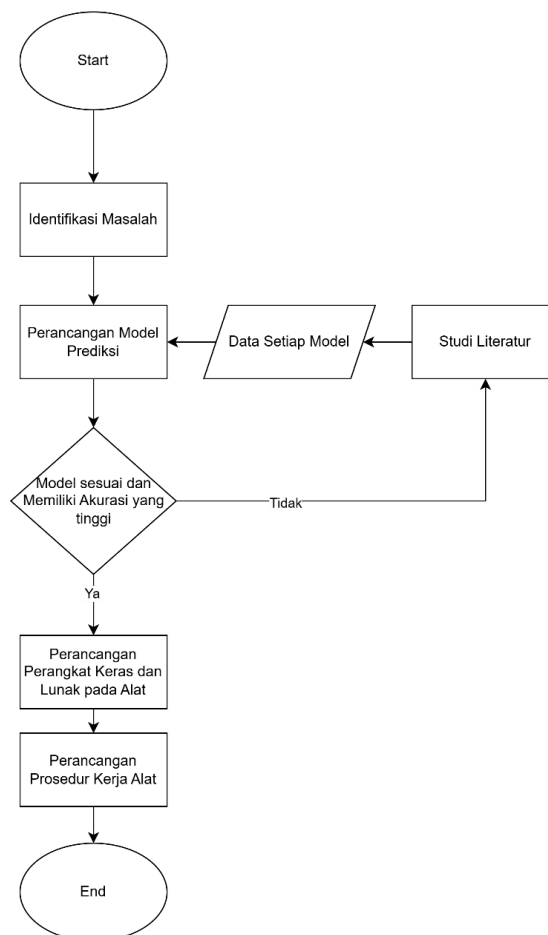 Start
Identifikasi Masalah
Perancangan Model
Prediksi
Data Setiap Model
Studi Literatur
Model sesuai dan
Memiliki Akurasi yang
tinggi
Tidak
Ya
Perancangan
Perangkat Keras dan
Lunak pada Alat
Perancangan
Prosedur Kerja Alat
End